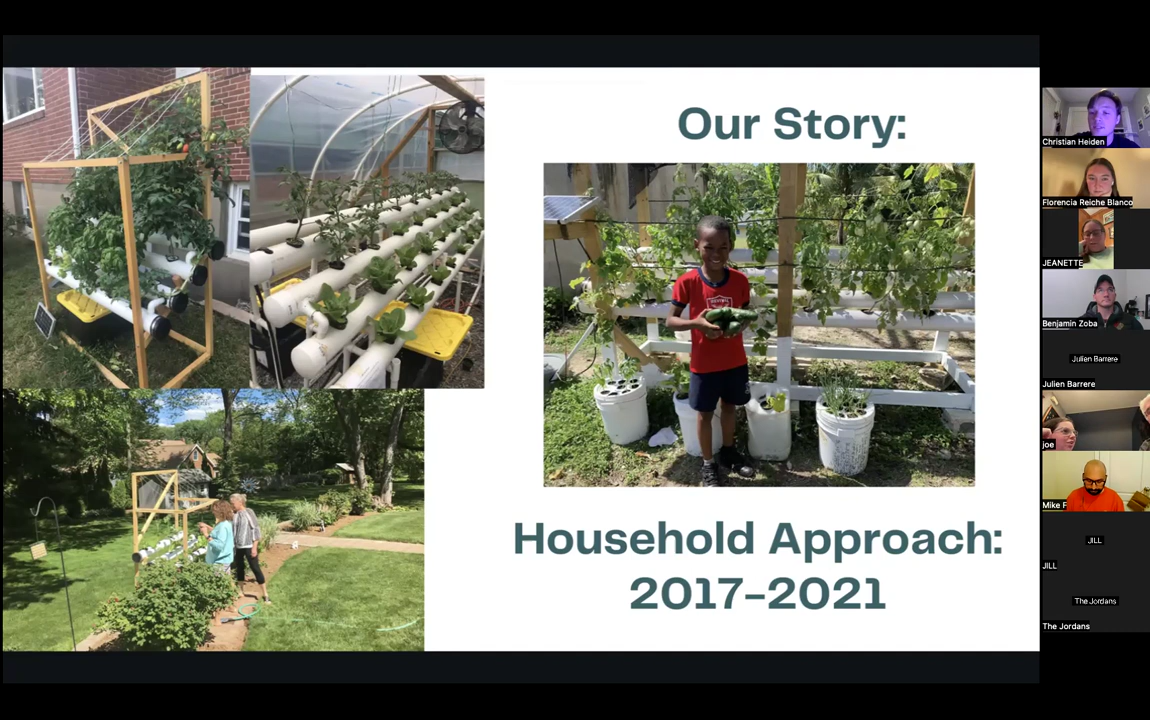 Our Story:
Household Approach:
2017–2021
Christian Heiden
Florencia Reiche Blanco
JEANETTE
Benjamin Zoba
Julien Barrere
Julien Barrere
joe
Mike F
JILL
JILL
The Jordans
The Jordans